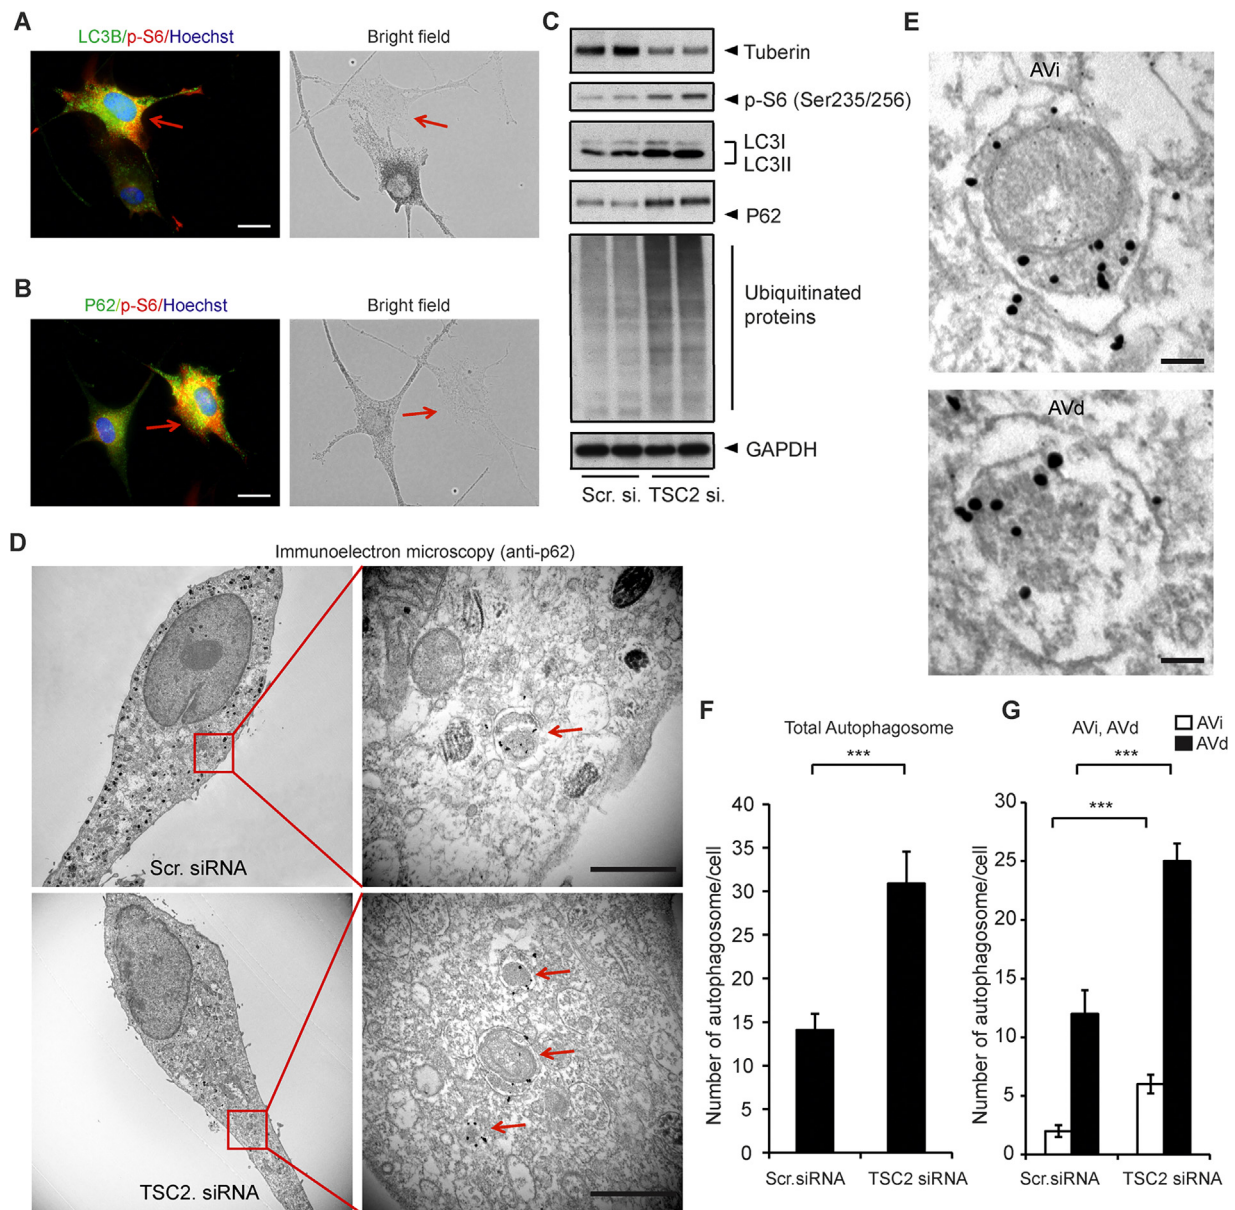 A
LC3B/p-S6/Hoechst
Bright field
B
P62/p-S6/Hoechst
Bright field
C
Tuberin
p-S6 (Ser235/256)
LC3I
LC3II
P62
Ubiquitinated
proteins
GAPDH
Scr. si. TSC2 si.
D
Immunoelectron microscopy (anti-p62)
Scr. siRNA
TSC2. siRNA
E
AVi
AVd
F
Total Autophagosome
***
Number of autophagosome/cell
40
35
30
25
20
15
10
5
0
Scr.siRNA TSC2 siRNA
G
AVi, AVd
AVi
AVd
***
***
Number of autophagosome/cell
30
25
20
15
10
5
0
Scr.siRNA TSC2 siRNA